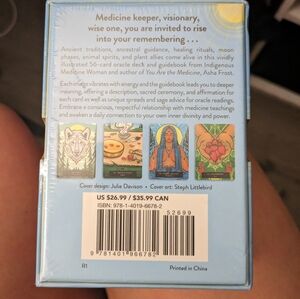 Medicine keeper, visionary,
wise one, you are invited to rise
into your remembering . . .
Ancient traditions, ancestral guidance, healing rituals, moon
phases, animal spirits, and plant allies come alive in this vividly
illustrated 56-card oracle deck and guidebook from Indigenous
Medicine Woman and author of You Are the Medicine, Asha Frost.
Each image vibrates with energy and the guidebook leads you to deeper
meaning, offering a description, sacred ceremony, and affirmation for
each card as well as unique spreads and sage advice for oracle readings.
Embrace a conscious, respectful relationship with medicine teachings and
awaken a daily connection to your own inner divinity and power.
Cover design: Julie Davison • Cover art: Steph Littlebird
US $26.99 / $35.99 CAN
ISBN: 978-1-4019-6678-2
52699
9 781401 966782
Printed in China